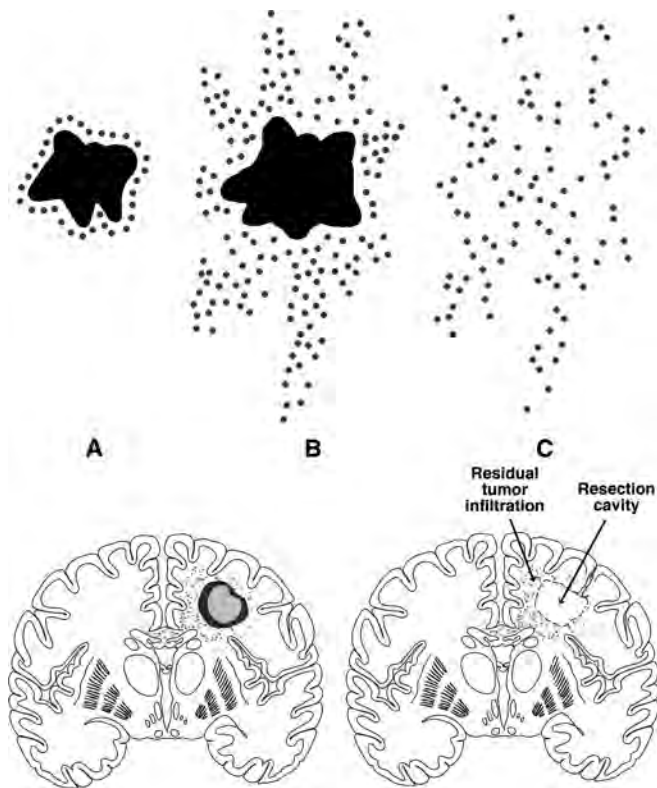 A
B
C
Residual
tumor
infiltration
Resection
cavity